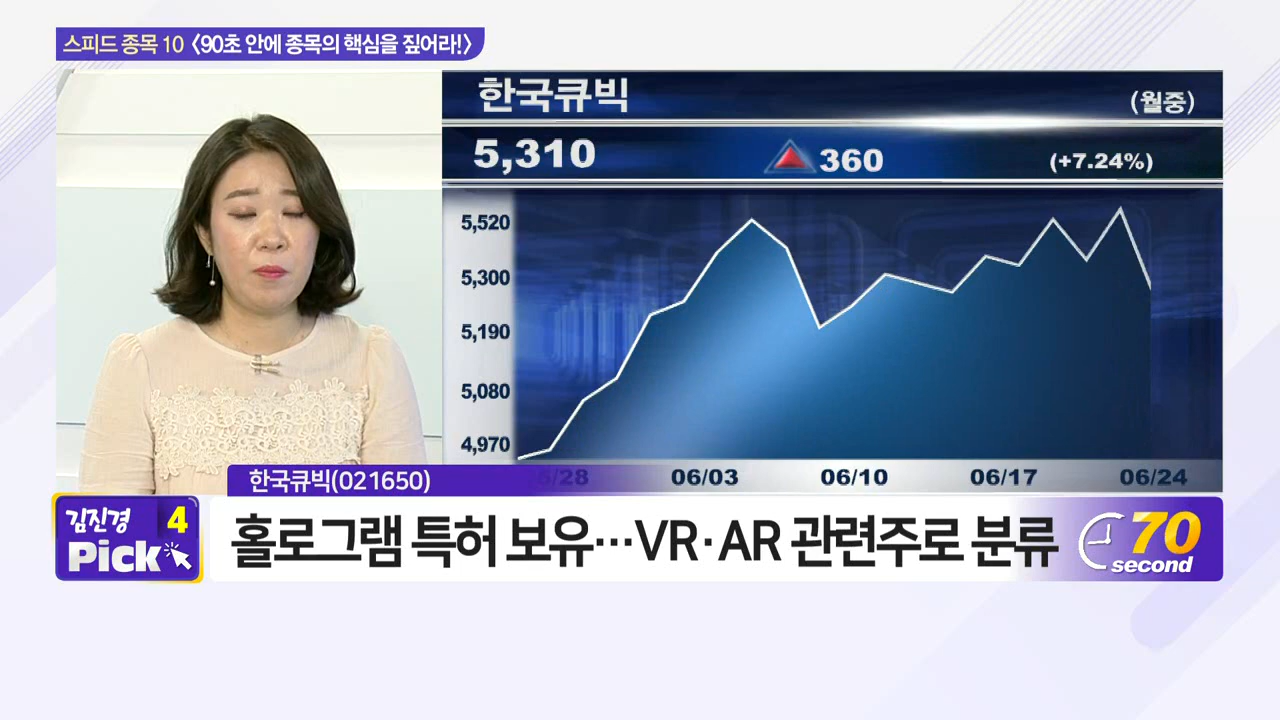 스피드 종목 10 <90초 안에 종목의 핵심을 짚어라!>
한국큐빅
(월중)
5,310
▲ 360
(+7.24%)
5,520
5,300
5,190
5,080
4,970
/28
06/03
06/10
06/17
06/24
한국큐빅(021650)
김진경 4
Pick
홀로그램 특허 보유…VR·AR 관련주로 분류
70
second